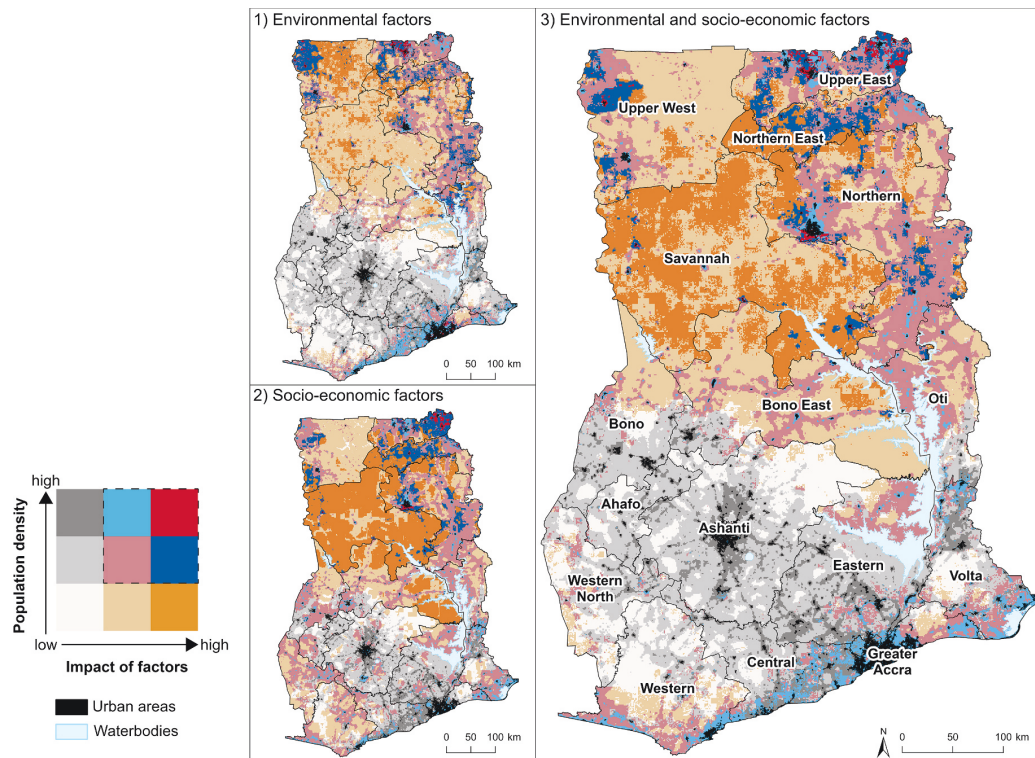 1) Environmental factors
0 50 100 km
2) Socio-economic factors
0 50 100 km
3) Environmental and socio-economic factors
Upper East
Upper West
Northern East
Northern
Savannah
Bono East
Oti
Bono
Ahafo
Ashanti
Western
North
Eastern
Volta
Greater
Accra
Central
Western
N
0 50 100 km
high
Population density
low
high
Impact of factors
Urban areas
Waterbodies